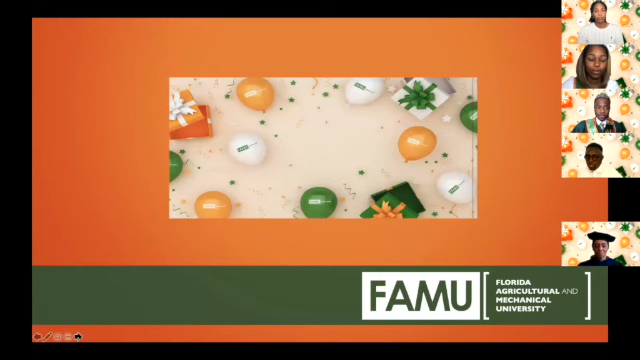 FAMU
FLORIDA
AGRICULTURAL AND
MECHANICAL
UNIVERSITY